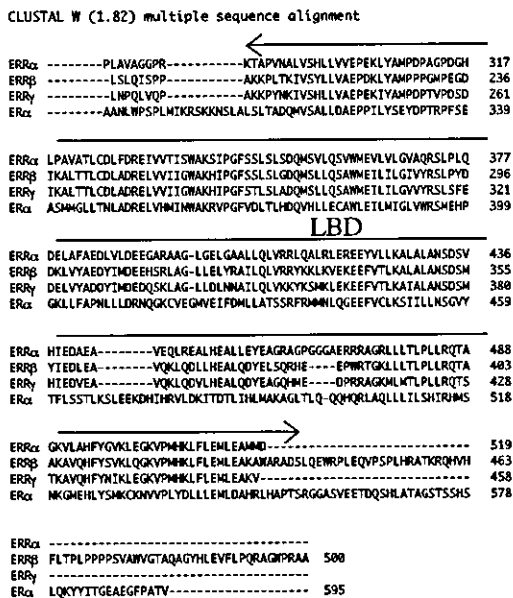 CLUSTAL W (1.82) multiple sequence alignment
ERRα --------PLAVAGGPR-----------KTAPVNALVSHLLVVEPEKLYAMPDPAGPDGH 317
ERRβ --------LSLQISPP-----------AKKPLTKIVSYLLVAEPDKLYAMPPPGMPEGD 236
ERRγ --------LNPQLVQP-----------AKKPYNKIVSHLLVAEPEKIYAMPDPTVPDSD 261
ERα --------AANLWPSPLMIKRSKKNSLALSLTADQMVSALLDAEPPILYSEYDPTRPFSE 339
ERRα LPAVATLCDLFDREIVVTISWAKSIPGFSSLSLSDQMSVLQSVWMEVLVLGVAQRSLPLQ 377
ERRβ IKALTTLCDLADRELVVIIGWAKHIPGFSSLSLGDQMSLLQSAWMEILILGIVYRSLPYD 296
ERRγ IKALTTLCDLADRELVVIIGWAKHIPGFSTLSLADQMSLLQSAWMEILILGVVYRSLSFE 321
ERα ASMMGLLTNLADRELVHMINWAKRVPGFVDLTLHDQVHLLECAWLEILMIGLVWRSMEHP 399
LBD
ERRα DELAFAEDLVLDEEGARAAG-LGELGAALLQLVRRLQALRLEREEYVLLKALALANSDSV 436
ERRβ DKLVYAEDYIMDEEHSRLAG-LLELYRAILQLVRRYKKLKVEKEEFVTLKALALANSDSM 355
ERRγ DELVYADDYIMDEDQSKLAG-LLDLNNAILQLVKKYKSMKLEKEEFVTLKAIALANSDSM 380
ERα GKLLFAPNLLLDRNQGKCVEGMVEIFDMLLATSSRFRMMNLQGEEFVCLKSIILLNSGVY 459
ERRα HIEDAEA--------VEQLREALHEALLEYEAGRAGPGGGAERRRAGRLLLTLPLLRQTA 488
ERRβ YIEDLEA--------VQKLQDLLHEALQDYELSQRHE----EPWRTGKLLLTLPLLRQTA 403
ERRγ HIEDVEA--------VQKLQDVLHEALQDYEAGQHME----DPRRAGKMLMTLPLLRQTS 428
ERα TFLSSTLKSLEEKDHIHRVLDKITDTLIHLMAKAGLTLQ-QQHQRLAQLLLILSHIRHMS 518
ERRα GKVLAHFYGVKLEGKVPMHKLFLEMLEAMMD----------------------------- 519
ERRβ AKAVQHFYSVKLQGKVPMHKLFLEMLEAKAWARADSLQEWRPLEQVPSPLHRATKRQHVH 463
ERRγ TKAVQHFYNIKLEGKVPMHKLFLEMLEAKV------------------------------ 458
ERα NKGMEHLYSMKCKNVVPLYDLLLEMLDAHRLHAPTSRGGASVEETDQSHLATAGSTSSHS 578
ERRα ------------------------------------
ERRβ FLTPLPPPPSVAWVGTAQAGYHLEVFLPQRAGWPRAA 500
ERRγ ------------------------------------
ERα LQKYYITGEAEGFPATV------------------- 595